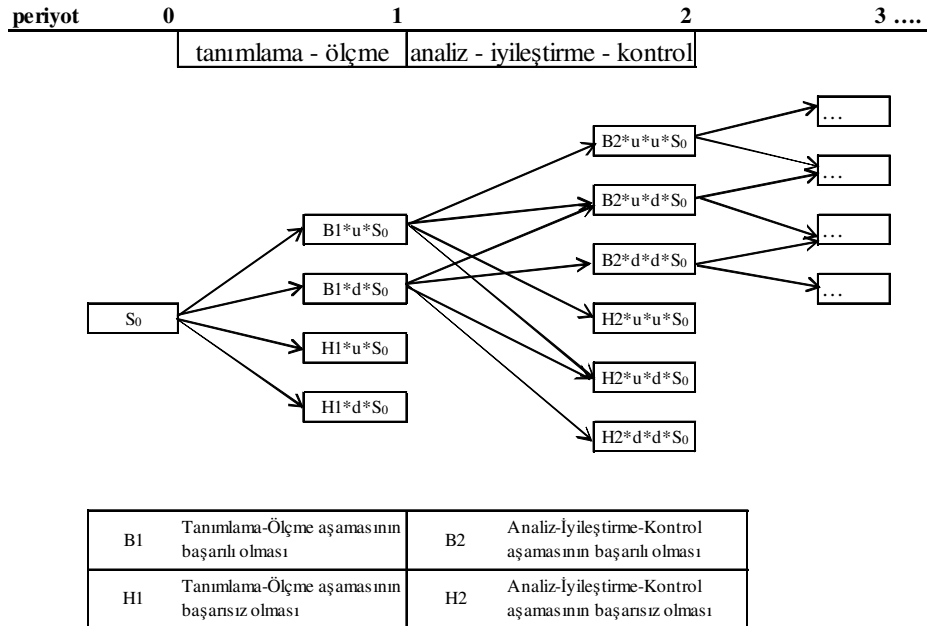 periyot 0 1 2 3 ....
tanımlama - ölçme analiz - iyileştirme - kontrol
...
B2*u*u*S0
...
B2*u*d*S0
B1*u*S0
...
B2*d*d*S0
B1*d*S0
...
S0
H2*u*u*S0
H1*u*S0
H2*u*d*S0
H1*d*S0
H2*d*d*S0
B1 Tanımlama-Ölçme aşamasının başarılı olması
B2 Analiz-İyileştirme-Kontrol aşamasının başarılı olması
H1 Tanımlama-Ölçme aşamasının başarısız olması
H2 Analiz-İyileştirme-Kontrol aşamasının başarısız olması